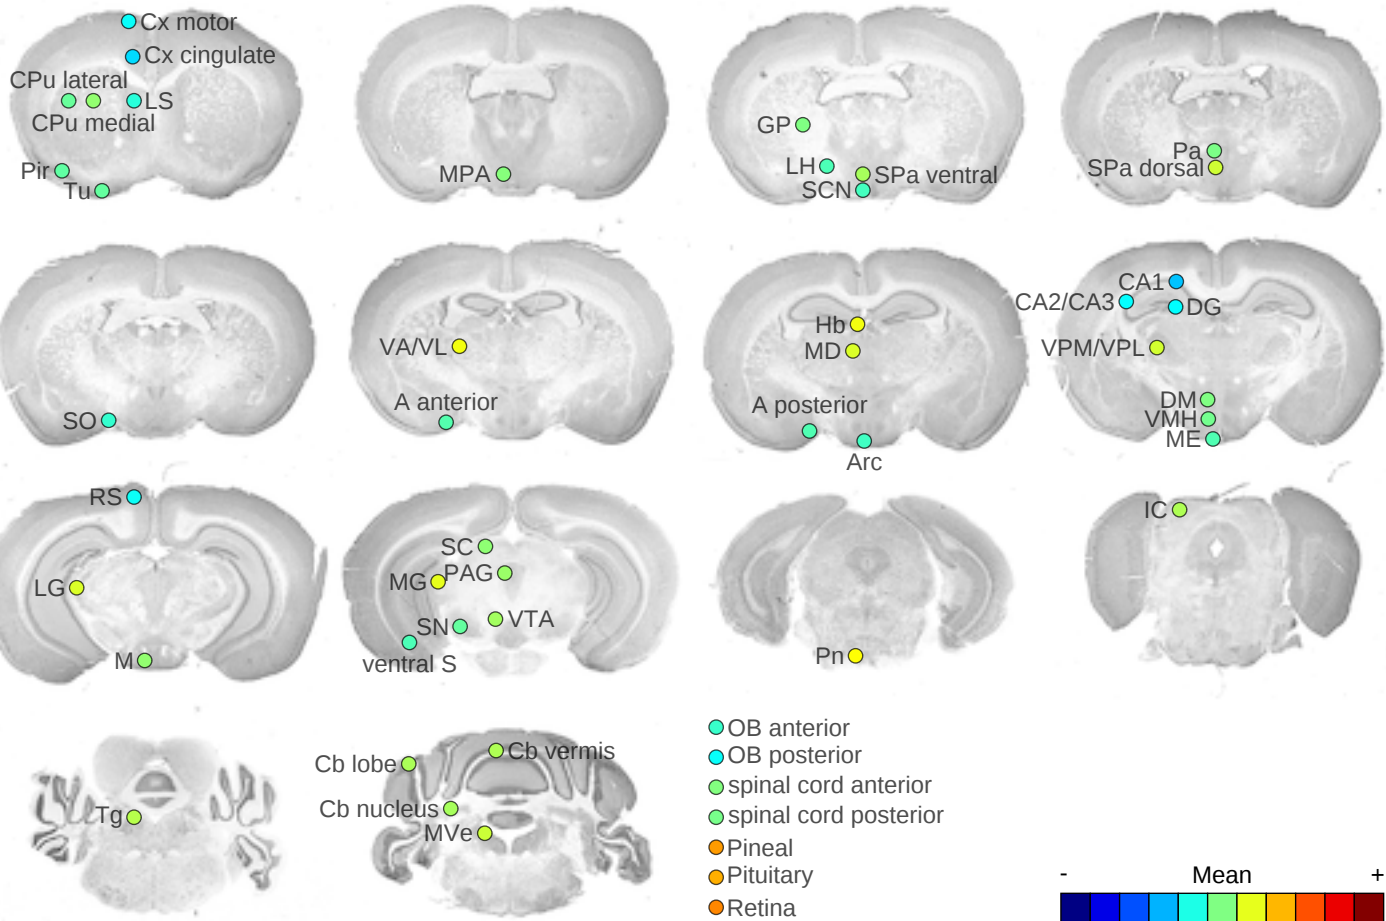 Cx motor
Cx cingulate
CPu lateral
LS
CPu medial
Pir
Tu
MPA
GP
LH
SPa ventral
SCN
Pa
SPa dorsal
SO
VA/VL
A anterior
Hb
MD
A posterior
Arc
CA1
CA2/CA3
DG
VPM/VPL
DM
VMH
ME
RS
LG
M
SC
PAG
MG
VTA
SN
ventral S
Pn
IC
Tg
Cb vermis
Cb lobe
Cb nucleus
MVe
OB anterior
OB posterior
spinal cord anterior
spinal cord posterior
Pineal
Pituitary
Retina
- Mean +